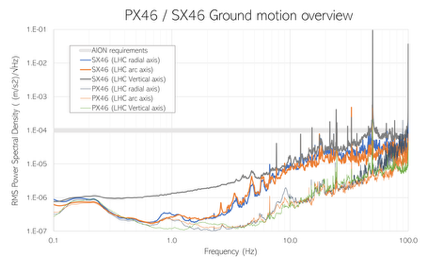 PX46 / SX46 Ground motion overview
RMS Power Spectral Density ( (m/s2)/√Hz)
1.E-01
1.E-02
1.E-03
1.E-04
1.E-05
1.E-06
1.E-07
AION requirements
SX46 (LHC radial axis)
SX46 (LHC arc axis)
SX46 (LHC Vertical axis)
PX46 (LHC radial axis)
PX46 (LHC arc axis)
PX46 (LHC Vertical axis)
0.1
1.0
10.0
100.0
Frequency (Hz)